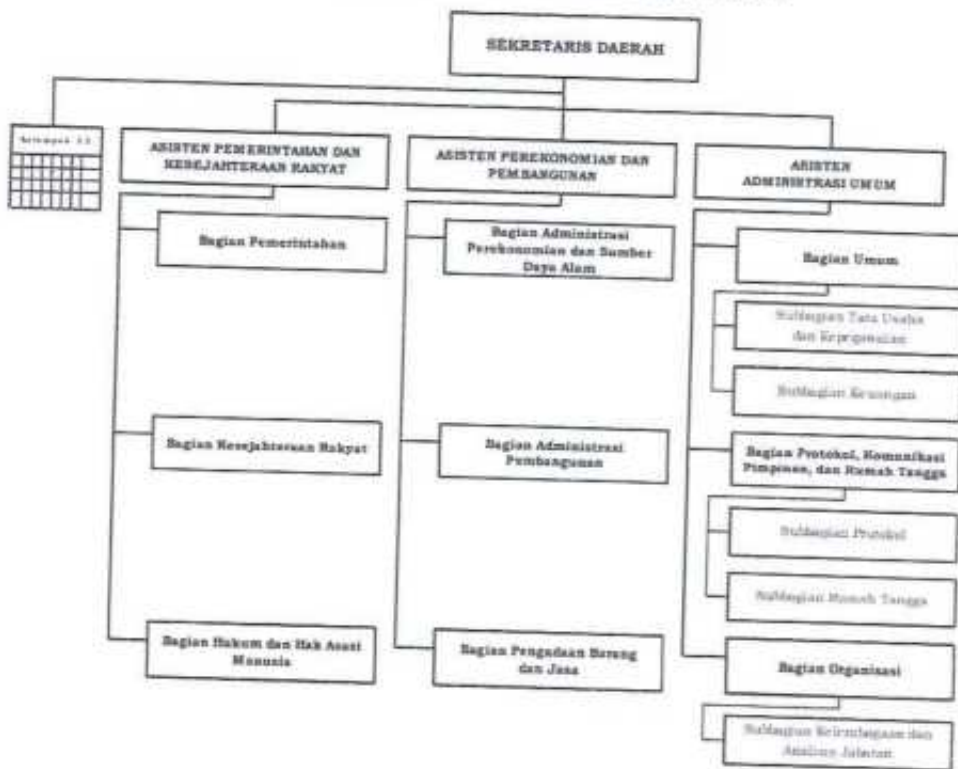 SEKRETARIS DAERAH
ASISTEN PEMERINTAHAN DAN
KESEJAHTERAAN RAKYAT
ASISTEN PEREKONOMIAN DAN
PEMBANGUNAN
ASISTEN
ADMINISTRASI UMUM
Bagian Pemerintahan
Bagian Administrasi
Perekonomian dan Sumber
Daya Alam
Bagian Umum
Subbagian Tata Usaha
dan Kepegawaian
Subbagian Keuangan
Bagian Kesejahteraan Rakyat
Bagian Administrasi
Pembangunan
Bagian Protokol, Komunikasi
Pimpinan, dan Rumah Tangga
Subbagian Protokol
Subbagian Rumah Tangga
Bagian Hukum dan Hak Asasi
Manusia
Bagian Pengadaan Barang
dan Jasa
Bagian Organisasi
Subbagian Kelembagaan dan
Analisis Jabatan